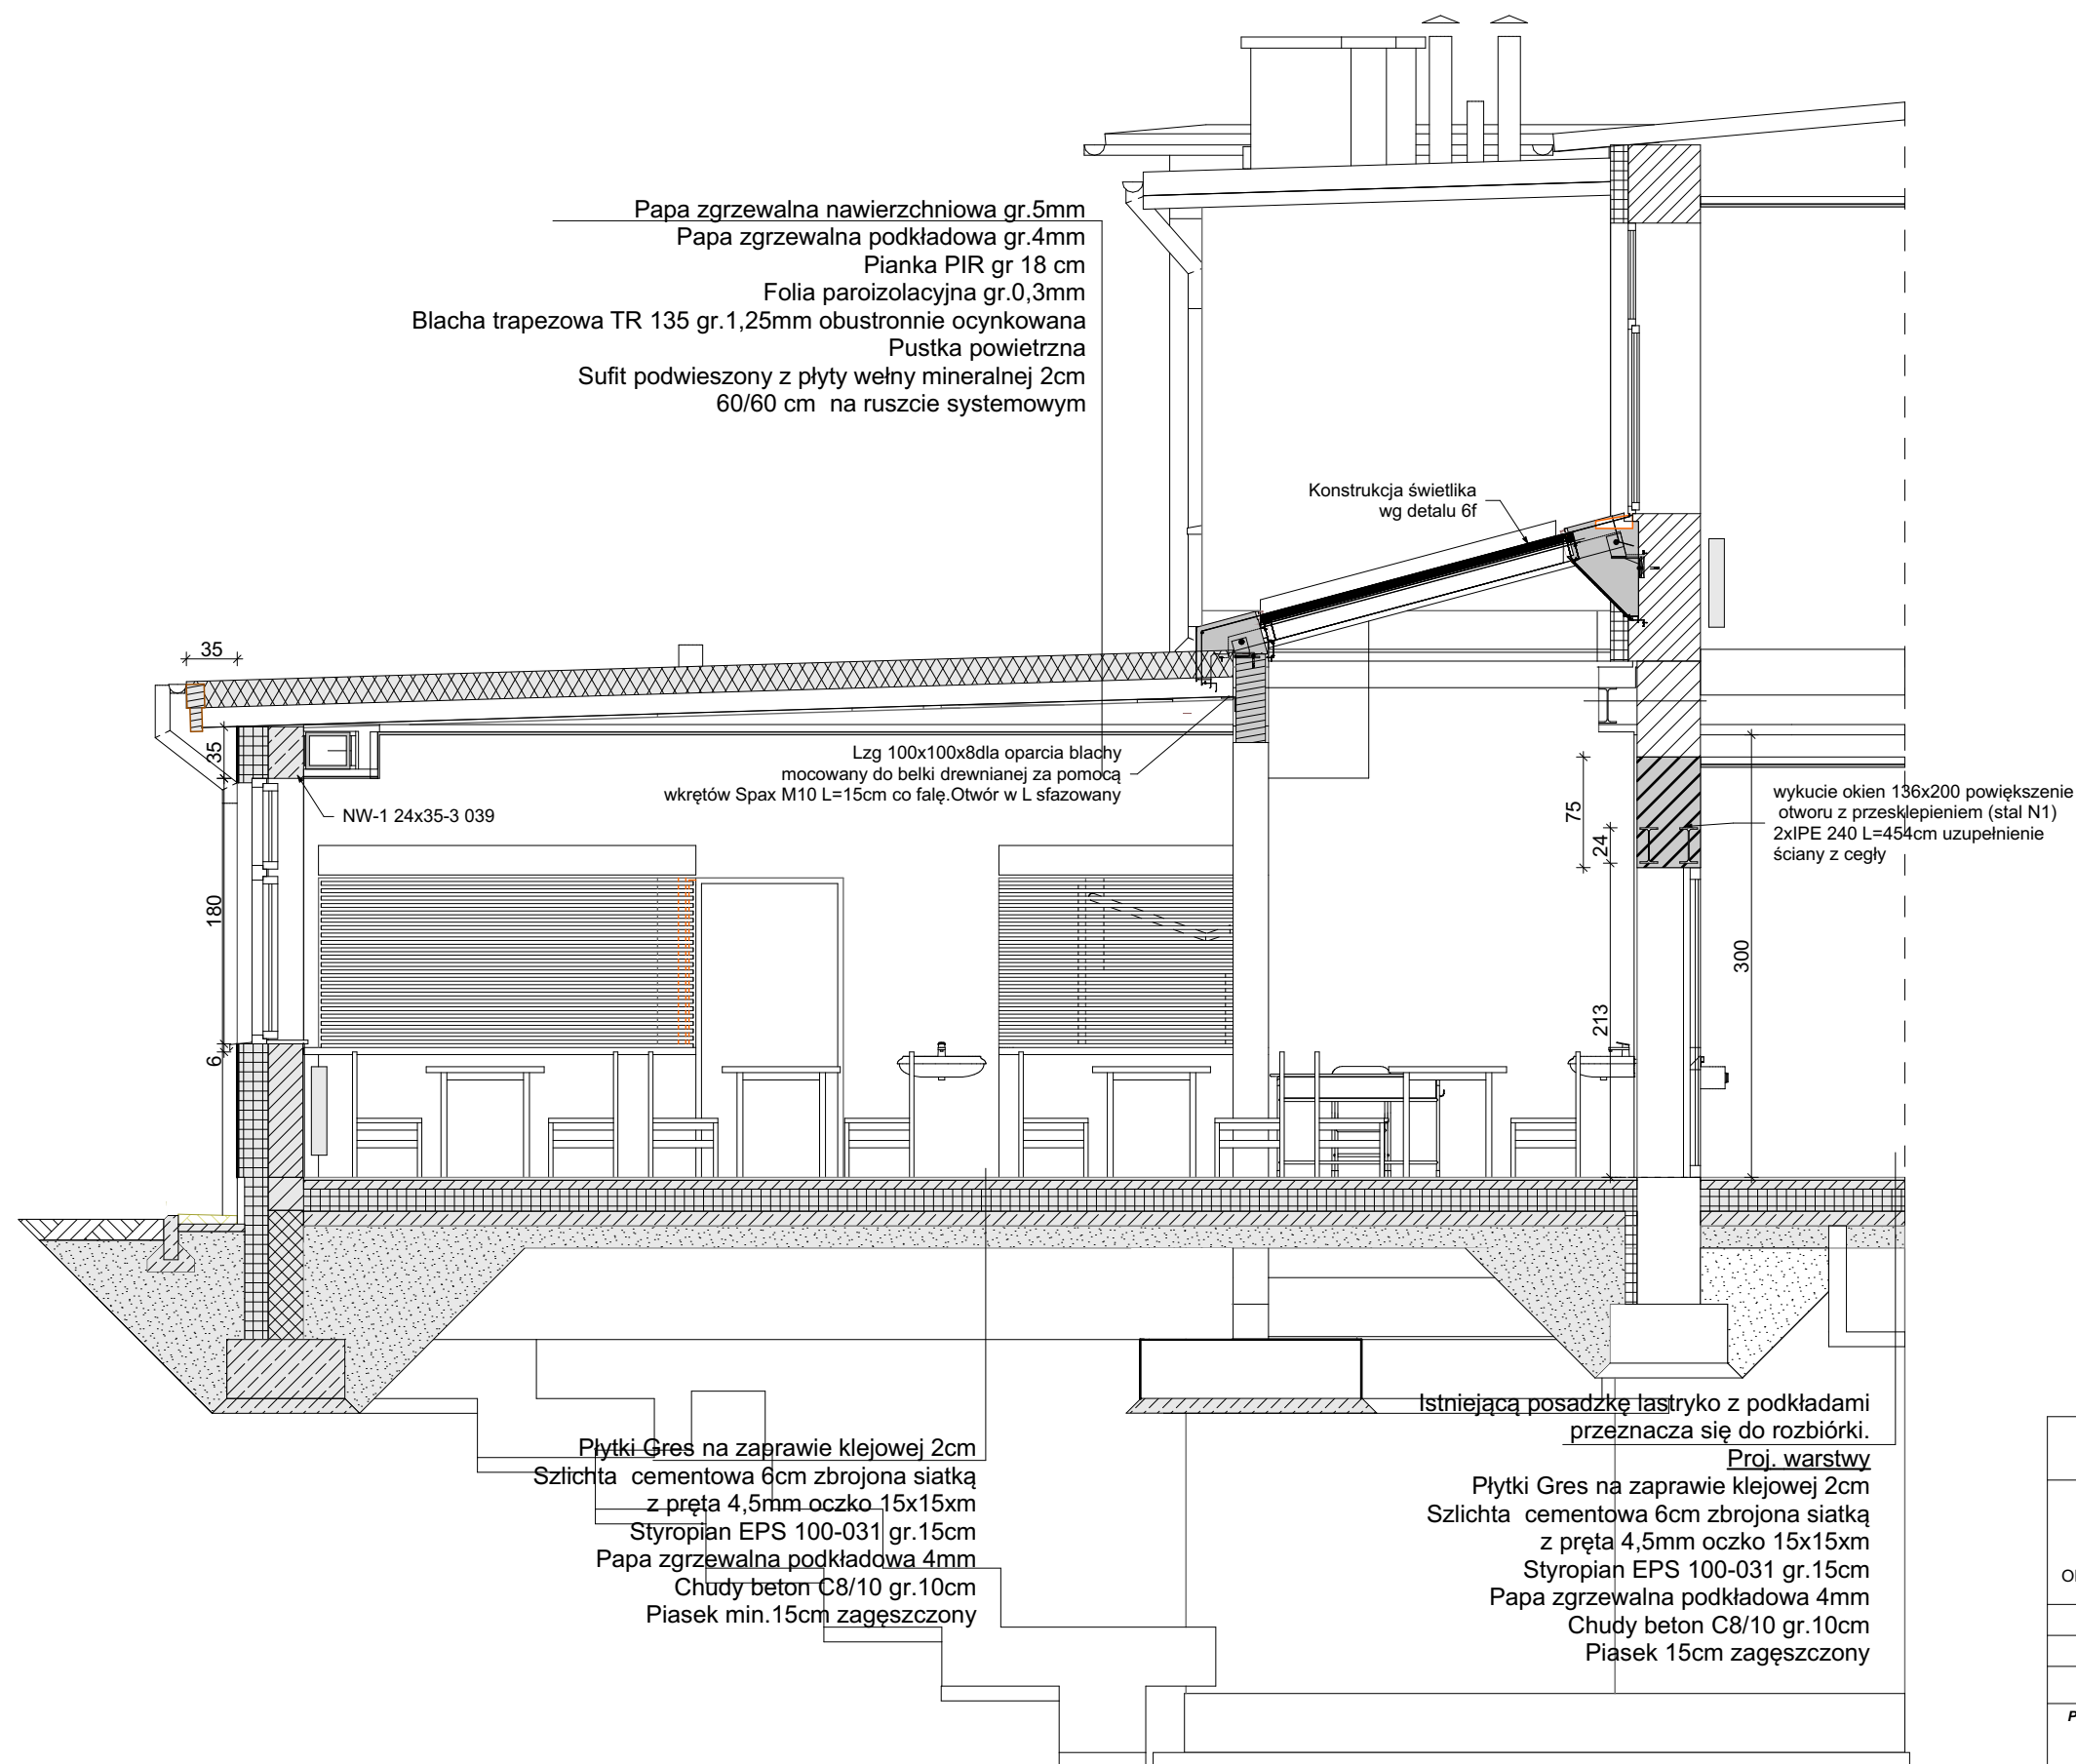 Papa zgrzewalna nawierzchniowa gr.5mm
Papa zgrzewalna podkładowa gr.4mm
Pianka PIR gr 18 cm
Folia paroizolacyjna gr.0,3mm
Blacha trapezowa TR 135 gr.1,25mm obustronnie ocynkowana
Pustka powietrzna
Sufit podwieszony z płyty wełny mineralnej 2cm
60/60 cm na ruszcie systemowym
Konstrukcja świetlika
wg detalu 6f
35
35
Lzg 100x100x8dla oparcia blachy
mocowany do belki drewnianej za pomocą
wkrętów Spax M10 L=15cm co falę.Otwór w L sfazowany
NW-1 24x35-3 039
wykucie okien 136x200 powiększenie
otworu z przesklepieniem (stal N1)
2xIPE 240 L=454cm uzupełnienie
ściany z cegły
75
24
180
300
213
6
Płytki Gres na zaprawie klejowej 2cm
Szlichta cementowa 6cm zbrojona siatką
z pręta 4,5mm oczko 15x15xm
Styropian EPS 100-031 gr.15cm
Papa zgrzewalna podkładowa 4mm
Chudy beton C8/10 gr.10cm
Piasek min.15cm zagęszczony
Istniejącą posadzkę lastryko z podkładami
przeznacza się do rozbiórki.
Proj. warstwy
Płytki Gres na zaprawie klejowej 2cm
Szlichta cementowa 6cm zbrojona siatką
z pręta 4,5mm oczko 15x15xm
Styropian EPS 100-031 gr.15cm
Papa zgrzewalna podkładowa 4mm
Chudy beton C8/10 gr.10cm
Piasek 15cm zagęszczony
P